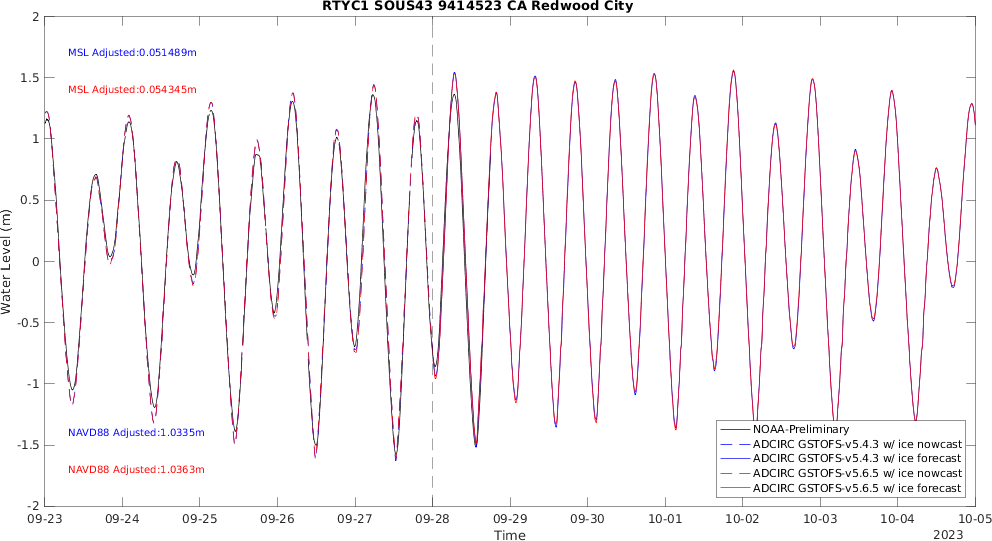 RTYC1 SOUS43 9414523 CA Redwood City
MSL Adjusted:0.051489m
MSL Adjusted:0.054345m
NAVD88 Adjusted:1.0335m
NAVD88 Adjusted:1.0363m
Water Level (m)
2
1.5
1
0.5
0
-0.5
-1
-1.5
-2
NOAA-Preliminary
ADCIRC GSTOFS-v5.4.3 w/ ice nowcast
ADCIRC GSTOFS-v5.4.3 w/ ice forecast
ADCIRC GSTOFS-v5.6.5 w/ ice nowcast
ADCIRC GSTOFS-v5.6.5 w/ ice forecast
09-23 09-24 09-25 09-26 09-27 09-28 09-29 09-30 10-01 10-02 10-03 10-04 10-05
Time
2023